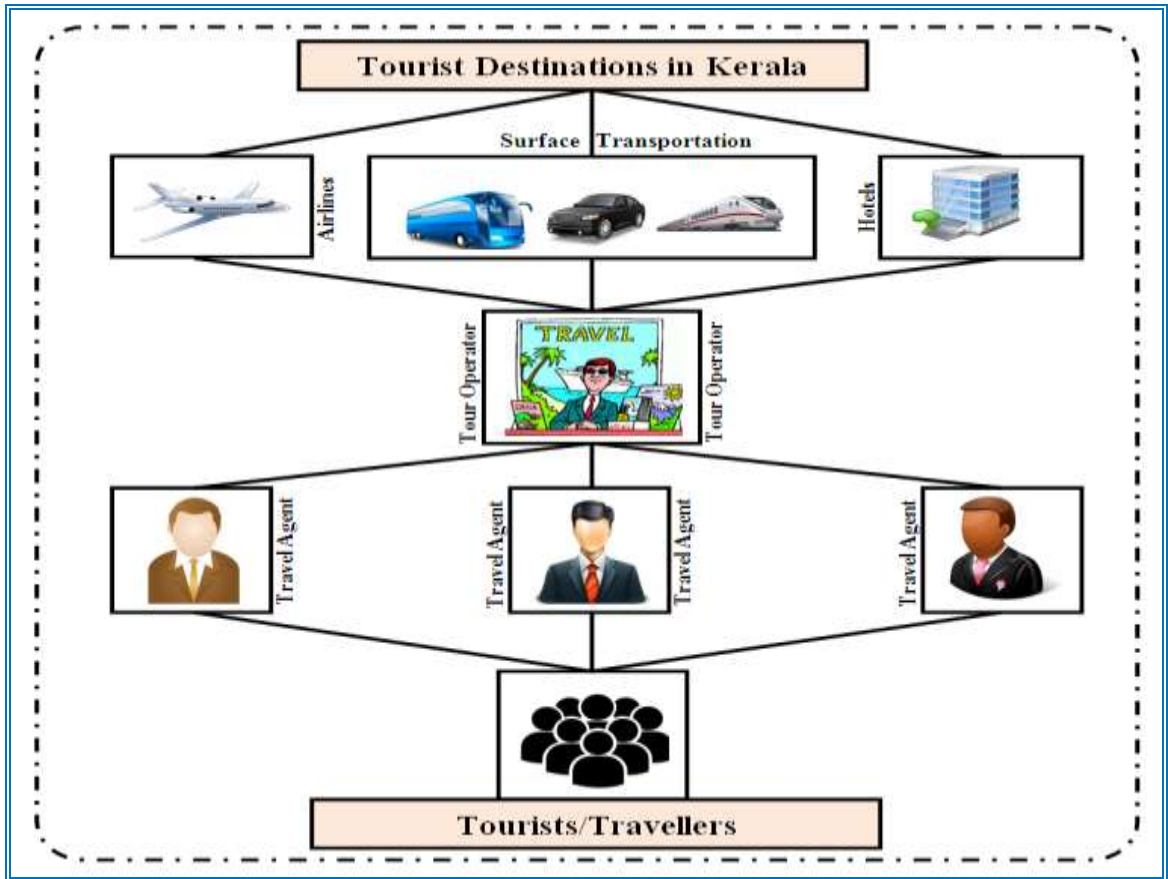 Tourist Destinations in Kerala
Surface Transportation
Airlines
Hotels
Tour Operator
TRAVEL
Tour Operator
Travel Agent
Travel Agent
Travel Agent
Travel Agent
Tourists/Travellers